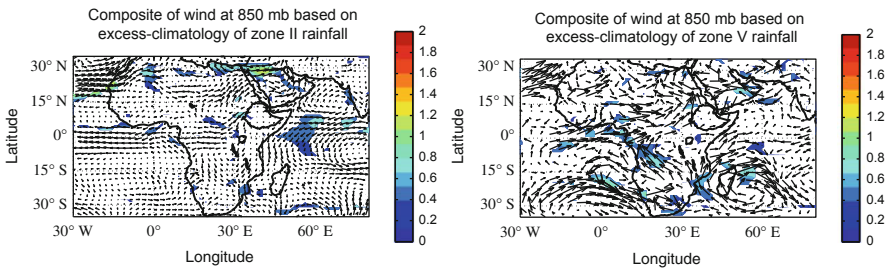 Composite of wind at 850 mb based on
excess-climatology of zone II rainfall
Latitude
30° N
15° N
0°
15° S
30° S
30° W
0°
30° E
60° E
Longitude
2
1.8
1.6
1.4
1.2
1
0.8
0.6
0.4
0.2
0
Composite of wind at 850 mb based on
excess-climatology of zone V rainfall
Latitude
30° N
15° N
0°
15° S
30° S
30° W
0°
30° E
60° E
Longitude
2
1.8
1.6
1.4
1.2
1
0.8
0.6
0.4
0.2
0